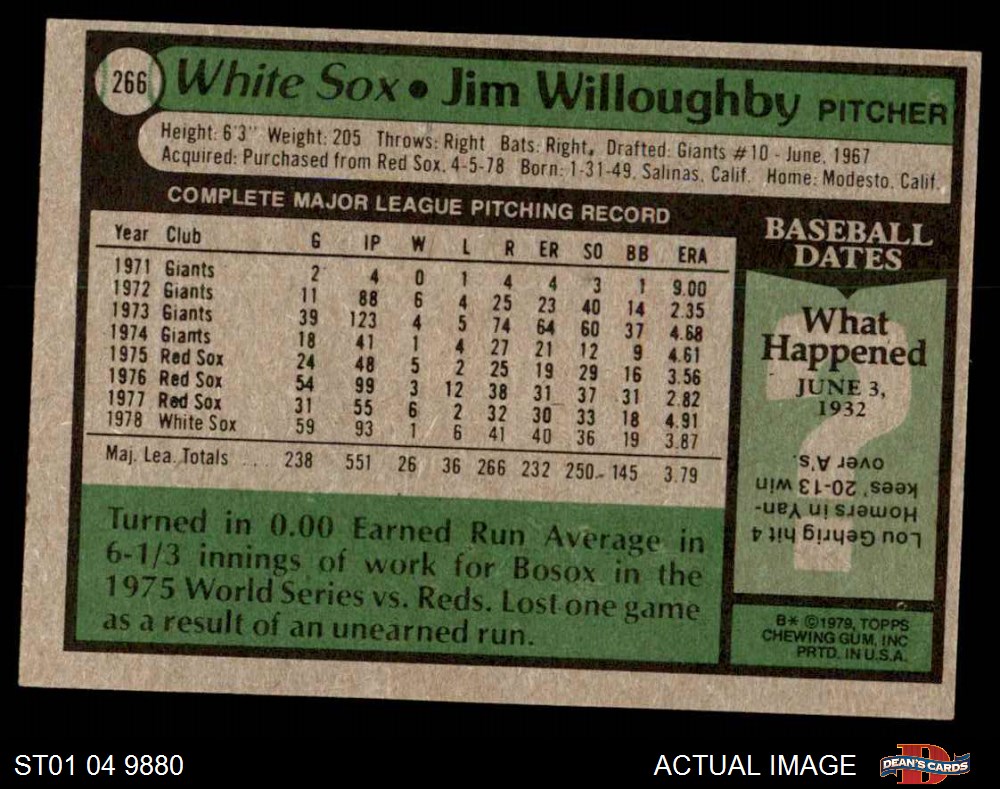 266 White Sox • Jim Willoughby PITCHER
Height: 6'3" Weight: 205 Throws: Right Bats: Right, Drafted: Giants #10 - June, 1967
Acquired: Purchased from Red Sox, 4-5-78 Born: 1-31-49, Salinas, Calif. Home: Modesto, Calif.
COMPLETE MAJOR LEAGUE PITCHING RECORD
Year Club G IP W L R ER SO BB ERA
1971 Giants 2 4 0 1 4 4 3 1 9.00
1972 Giants 11 88 6 4 25 23 40 14 2.35
1973 Giants 39 123 4 5 74 64 60 37 4.68
1974 Giants 18 41 1 4 27 21 12 9 4.61
1975 Red Sox 24 48 5 2 25 19 29 16 3.56
1976 Red Sox 54 99 3 12 38 31 37 31 2.82
1977 Red Sox 31 55 6 2 32 30 33 18 4.91
1978 White Sox 59 93 1 6 41 40 36 19 3.87
Maj. Lea. Totals ... 238 551 26 36 266 232 250 145 3.79
Turned in 0.00 Earned Run Average in
6-1/3 innings of work for Bosox in the
1975 World Series vs. Reds. Lost one game
as a result of an unearned run.
BASEBALL
DATES
What
Happened
JUNE 3,
1932
?
Lou Gehrig hit 4
Homers in Yan-
kees' 20-13 win
over A's.
B* ©1979, TOPPS
CHEWING GUM, INC
PRTD. IN U.S.A.
ST01 04 9880
ACTUAL IMAGE
D
DEAN'S CARDS